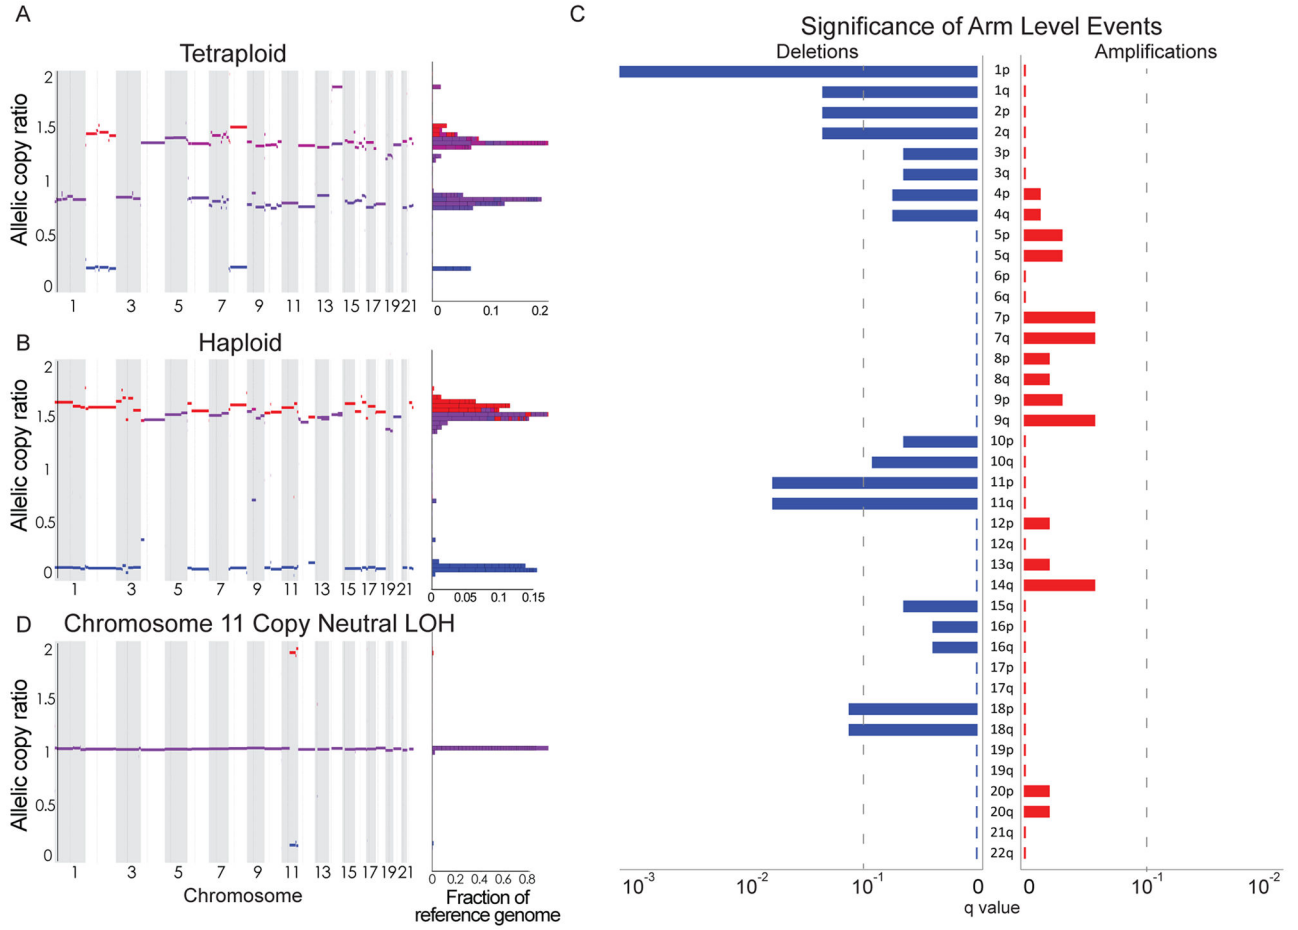 A
Tetraploid
Allelic copy ratio
2
1.5
1
0.5
0
1 3 5 7 9 11 13 15 17 19 21
0 0.1 0.2
B
Haploid
Allelic copy ratio
2
1.5
1
0.5
0
1 3 5 7 9 11 13 15 17 19 21
0 0.05 0.1 0.15
D
Chromosome 11 Copy Neutral LOH
Allelic copy ratio
2
1.5
1
0.5
0
1 3 5 7 9 11 13 15 17 19 21
Chromosome
0 0.2 0.4 0.6 0.8
Fraction of
reference genome
C
Significance of Arm Level Events
Deletions
Amplifications
1p
1q
2p
2q
3p
3q
4p
4q
5p
5q
6p
6q
7p
7q
8p
8q
9p
9q
10p
10q
11p
11q
12p
12q
13q
14q
15q
16p
16q
17p
17q
18p
18q
19p
19q
20p
20q
21q
22q
10-3 10-2 10-1 0 0 10-1 10-2
q value